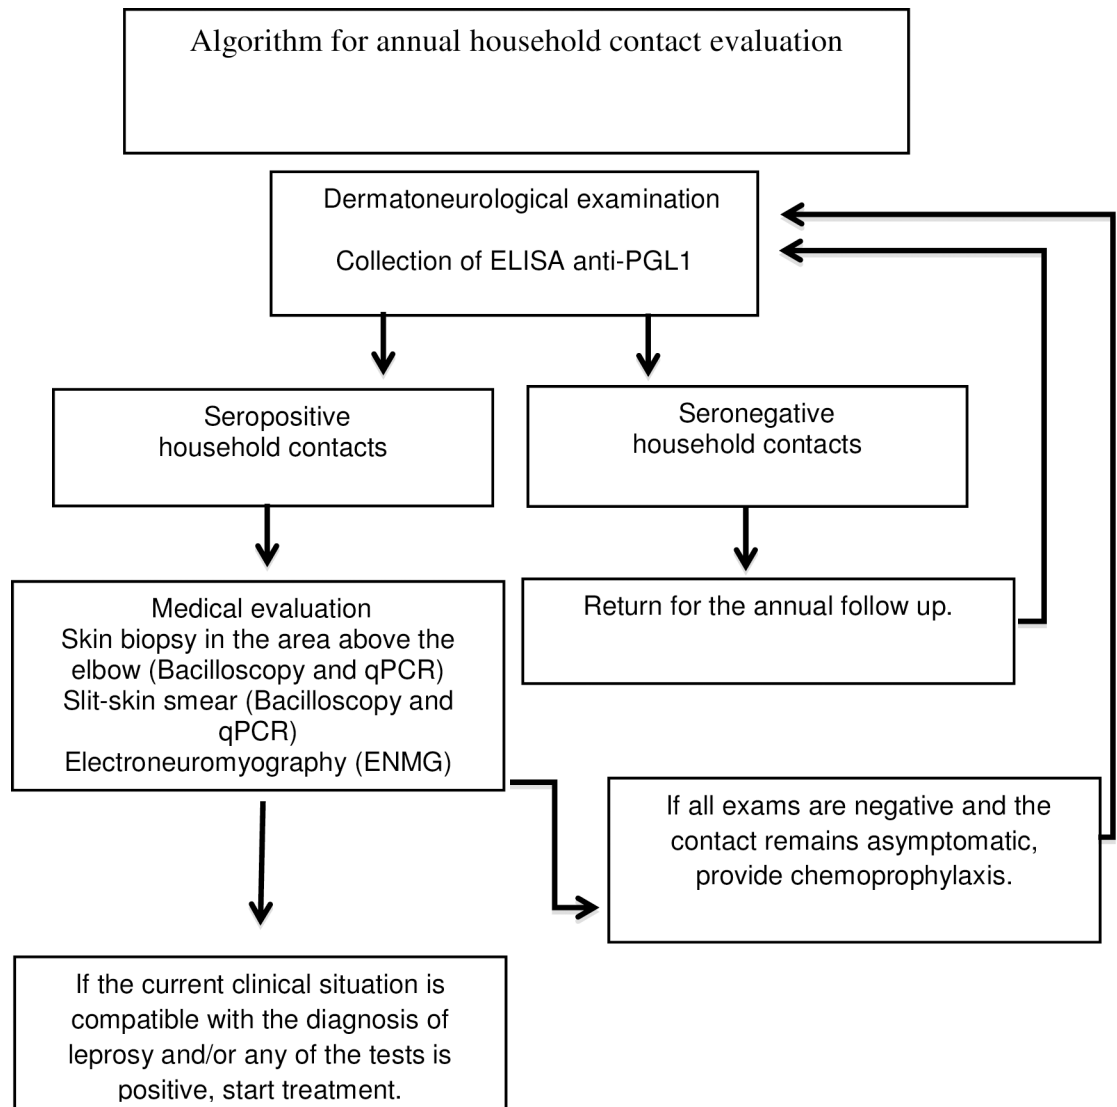 Algorithm for annual household contact evaluation
Dermatoneurological examination
Collection of ELISA anti-PGL1
Seropositive
household contacts
Seronegative
household contacts
Medical evaluation
Skin biopsy in the area above the
elbow (Bacilloscopy and qPCR)
Slit-skin smear (Bacilloscopy and
qPCR)
Electroneuromyography (ENMG)
Return for the annual follow up.
If all exams are negative and the
contact remains asymptomatic,
provide chemoprophylaxis.
If the current clinical situation is
compatible with the diagnosis of
leprosy and/or any of the tests is
positive, start treatment.